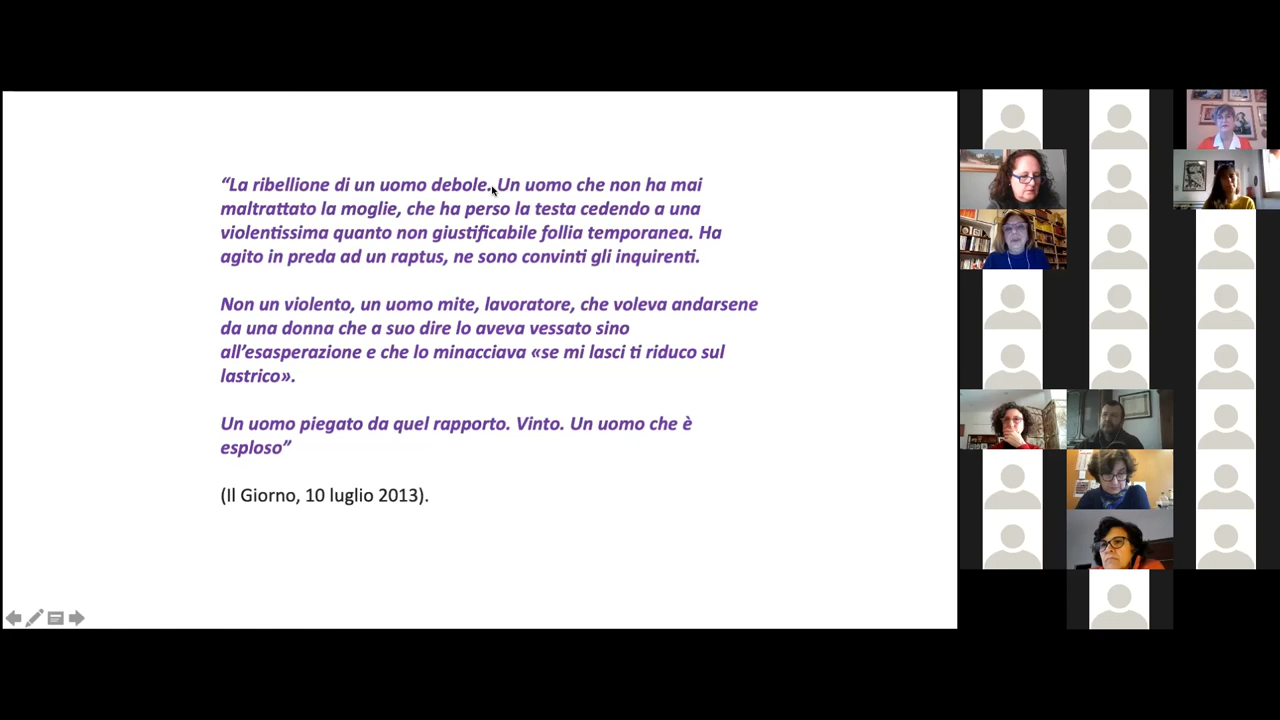 “La ribellione di un uomo debole. Un uomo che non ha mai
maltrattato la moglie, che ha perso la testa cedendo a una
violentissima quanto non giustificabile follia temporanea. Ha
agito in preda ad un raptus, ne sono convinti gli inquirenti.
Non un violento, un uomo mite, lavoratore, che voleva andarsene
da una donna che a suo dire lo aveva vessato sino
all’esasperazione e che lo minacciava «se mi lasci ti riduco sul
lastrico».
Un uomo piegato da quel rapporto. Vinto. Un uomo che è
esploso”
(Il Giorno, 10 luglio 2013).